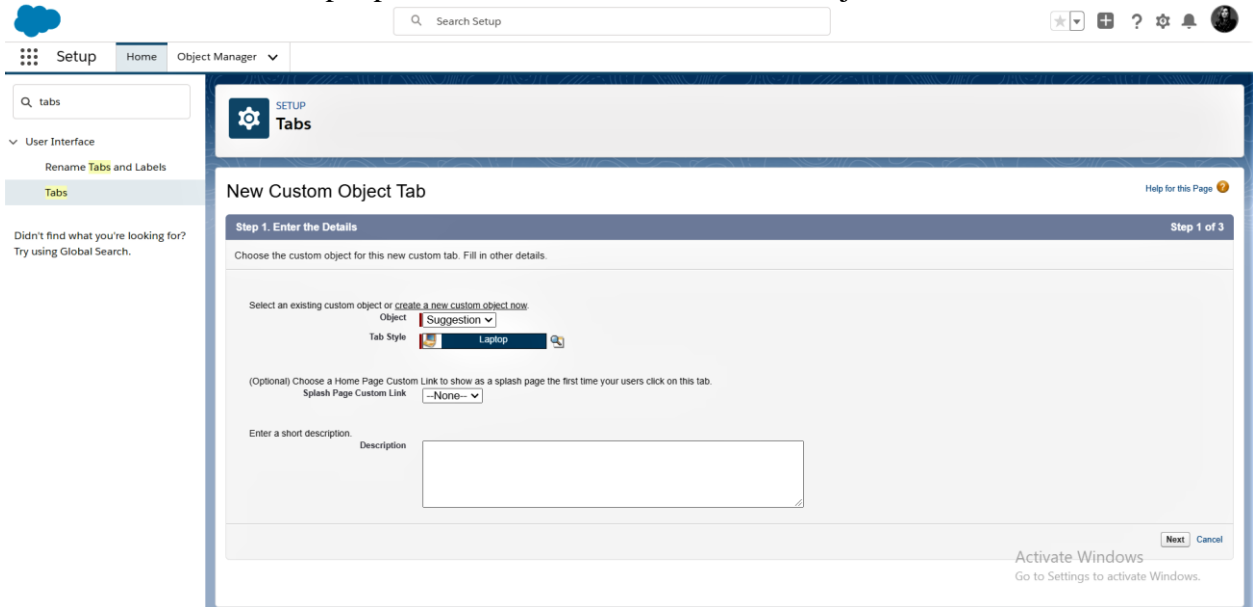 Search Setup
Setup
Home
Object Manager
tabs
User Interface
Rename Tabs and Labels
Tabs
Didn't find what you're looking for?
Try using Global Search.
SETUP
Tabs
New Custom Object Tab
Help for this Page
Step 1. Enter the Details
Step 1 of 3
Choose the custom object for this new custom tab. Fill in other details.
Select an existing custom object or create a new custom object now.
Object
Suggestion
Tab Style
Laptop
(Optional) Choose a Home Page Custom Link to show as a splash page the first time your users click on this tab.
Splash Page Custom Link
--None--
Enter a short description.
Description
Next
Cancel
Activate Windows
Go to Settings to activate Windows.